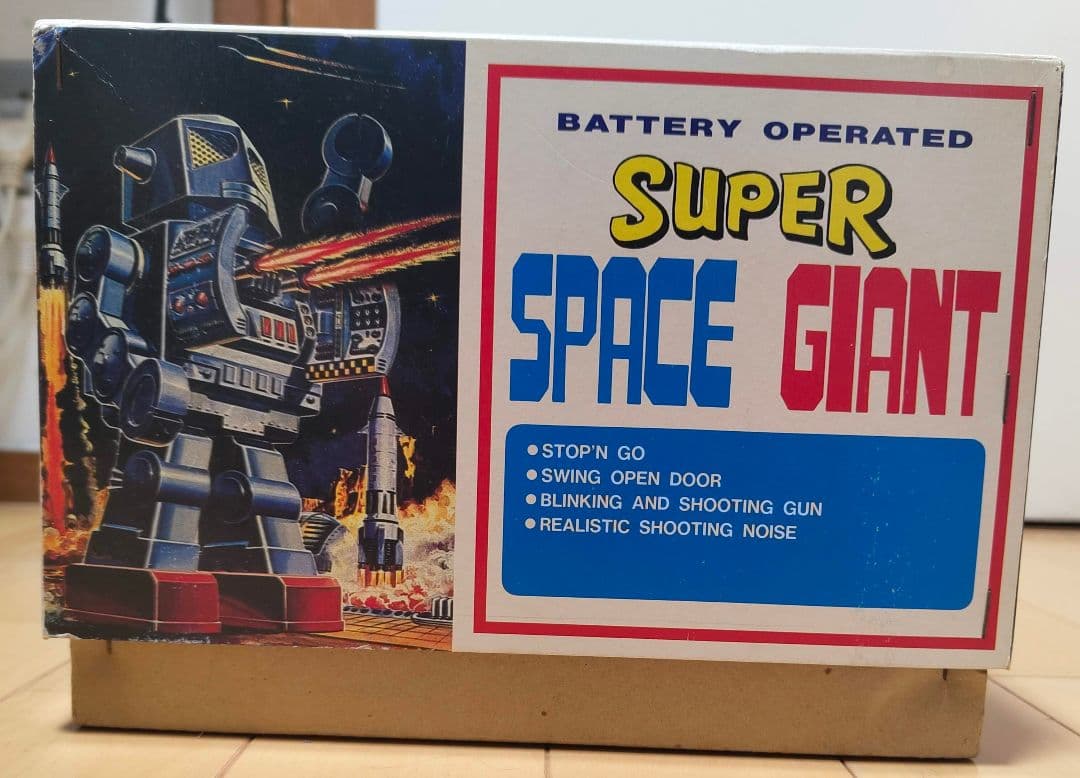 BATTERY OPERATED
SUPER
SPACE GIANT
●STOP'N GO
●SWING OPEN DOOR
●BLINKING AND SHOOTING GUN
●REALISTIC SHOOTING NOISE